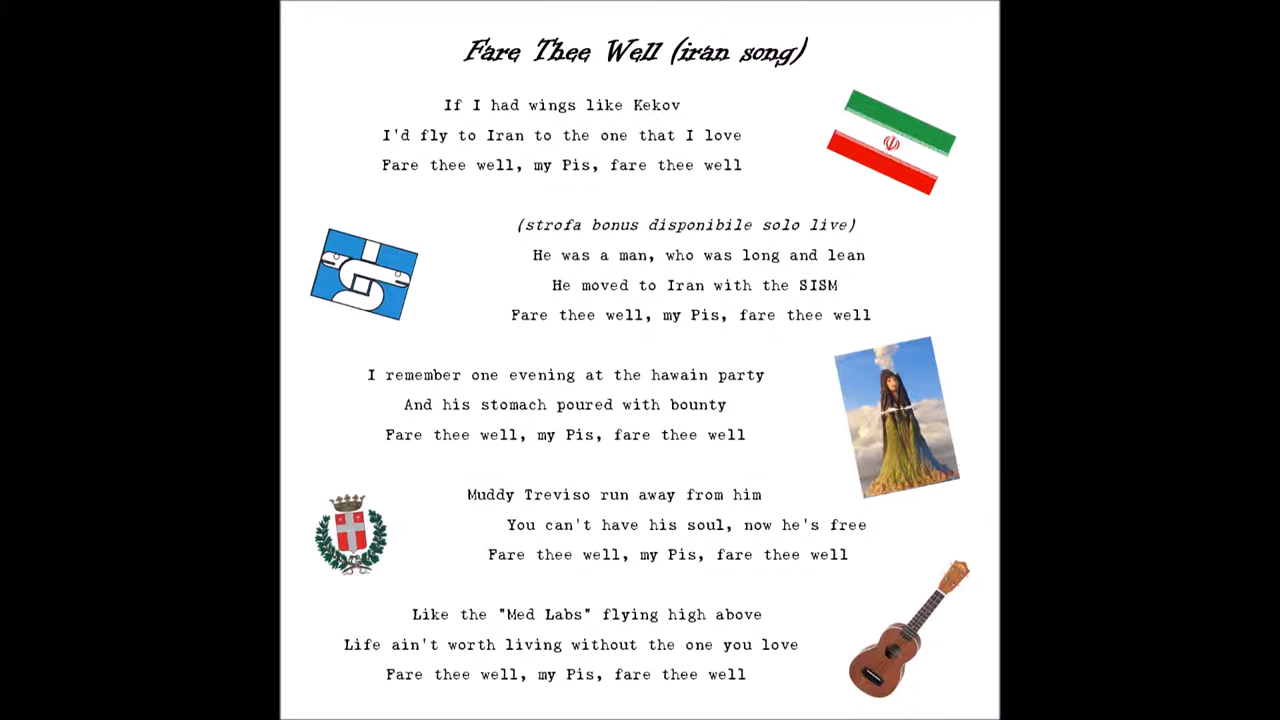 Fare Thee Well (iran song)
If I had wings like Kekov
I'd fly to Iran to the one that I love
Fare thee well, my Pis, fare thee well
(strofa bonus disponibile solo live)
He was a man, who was long and lean
He moved to Iran with the SISM
Fare thee well, my Pis, fare thee well
I remember one evening at the hawain party
And his stomach poured with bounty
Fare thee well, my Pis, fare thee well
Muddy Treviso run away from him
You can't have his soul, now he's free
Fare thee well, my Pis, fare thee well
Like the "Med Labs" flying high above
Life ain't worth living without the one you love
Fare thee well, my Pis, fare thee well